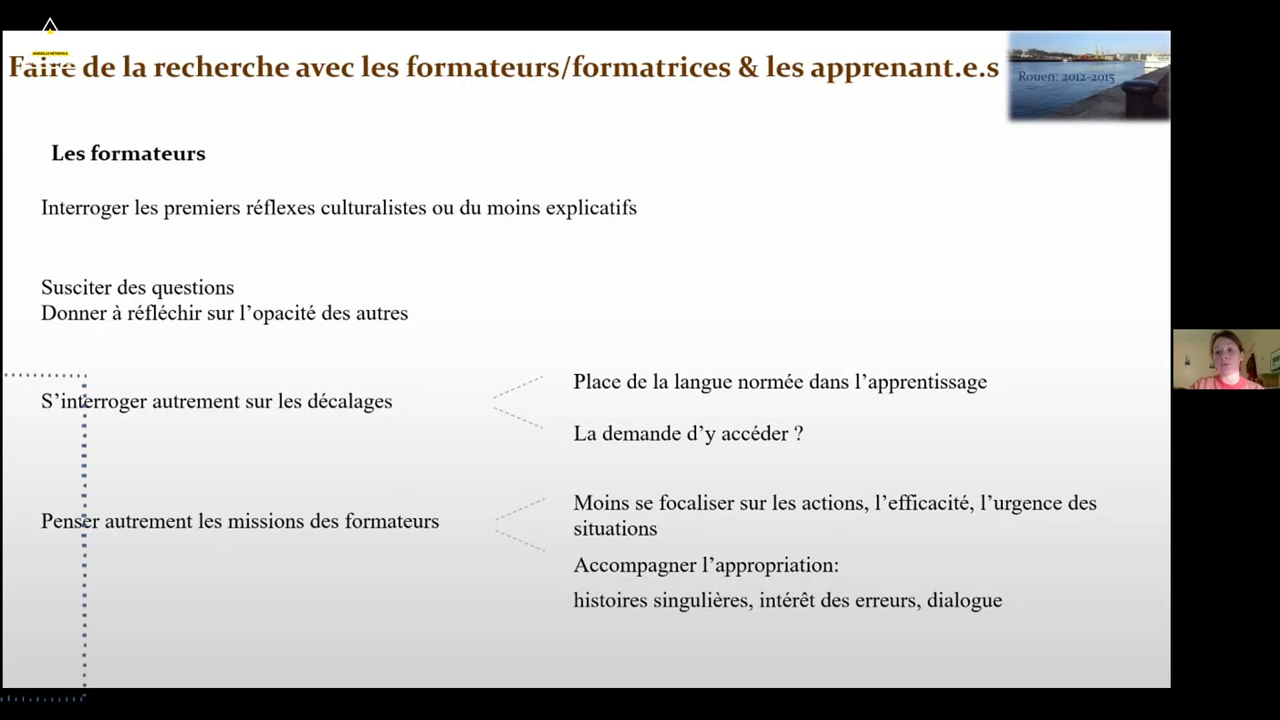 MARSEILLE MÉTROPOLE
Faire de la recherche avec les formateurs/formatrices & les apprenant.e.s
Rouen: 2012-2015
Les formateurs
Interroger les premiers réflexes culturalistes ou du moins explicatifs
Susciter des questions
Donner à réfléchir sur l’opacité des autres
S’interroger autrement sur les décalages
Place de la langue normée dans l’apprentissage
La demande d’y accéder ?
Penser autrement les missions des formateurs
Moins se focaliser sur les actions, l’efficacité, l’urgence des
situations
Accompagner l’appropriation:
histoires singulières, intérêt des erreurs, dialogue